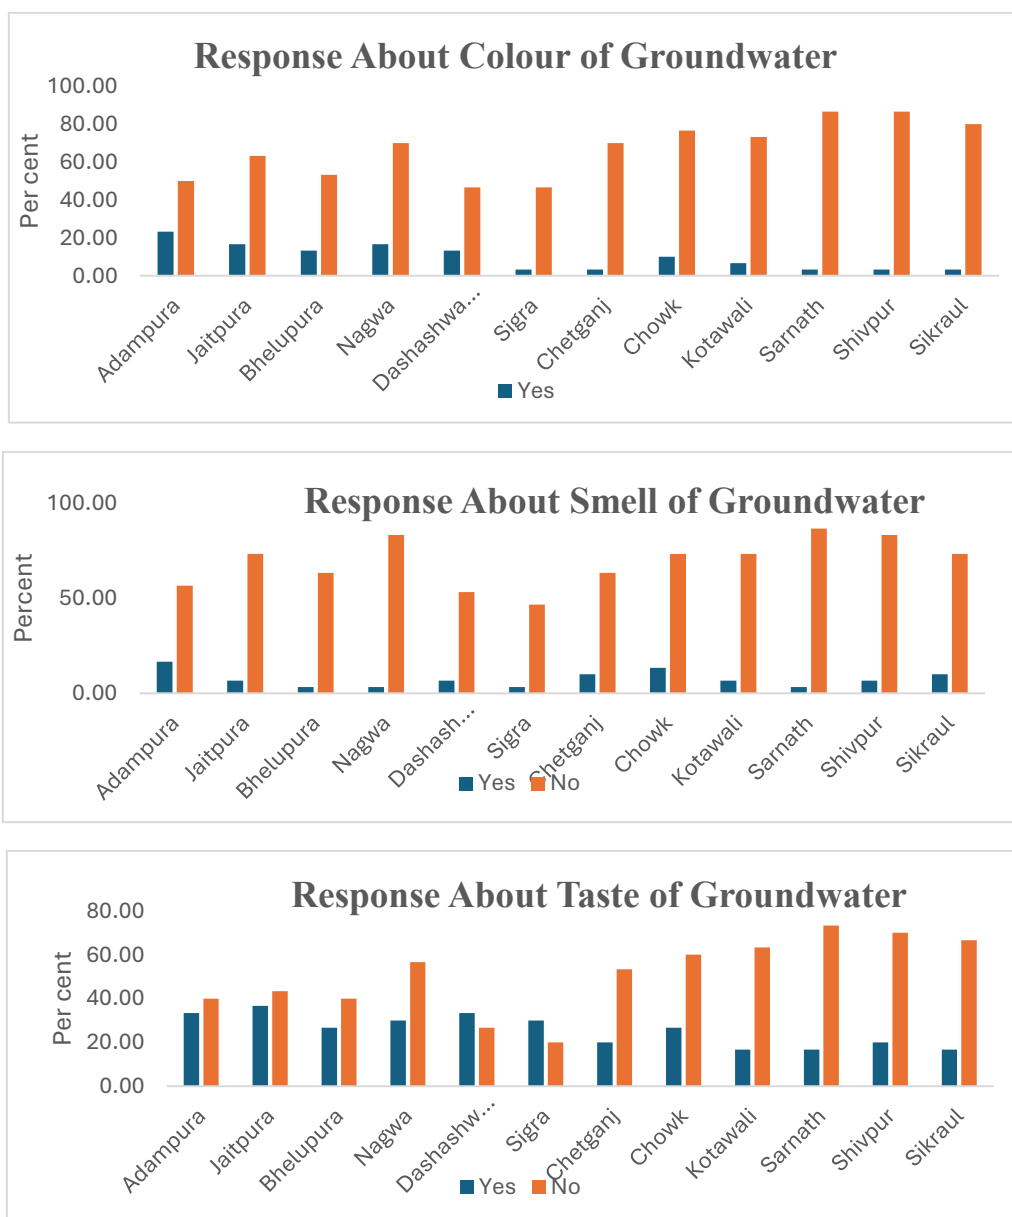 Response About Colour of Groundwater
100.00
80.00
60.00
40.00
20.00
0.00
Per cent
Adampura
Jaitpura
Bhelupura
Nagwa
Dashashwa...
Sigra
Chetganj
Chowk
Kotawali
Sarnath
Shivpur
Sikraul
Yes
Response About Smell of Groundwater
100.00
50.00
0.00
Percent
Adampura
Jaitpura
Bhelupura
Nagwa
Dashash...
Sigra
Chetganj
Chowk
Kotawali
Sarnath
Shivpur
Sikraul
Yes No
Response About Taste of Groundwater
80.00
60.00
40.00
20.00
0.00
Per cent
Adampura
Jaitpura
Bhelupura
Nagwa
Dashashw...
Sigra
Chetganj
Chowk
Kotawali
Sarnath
Shivpur
Sikraul
Yes No